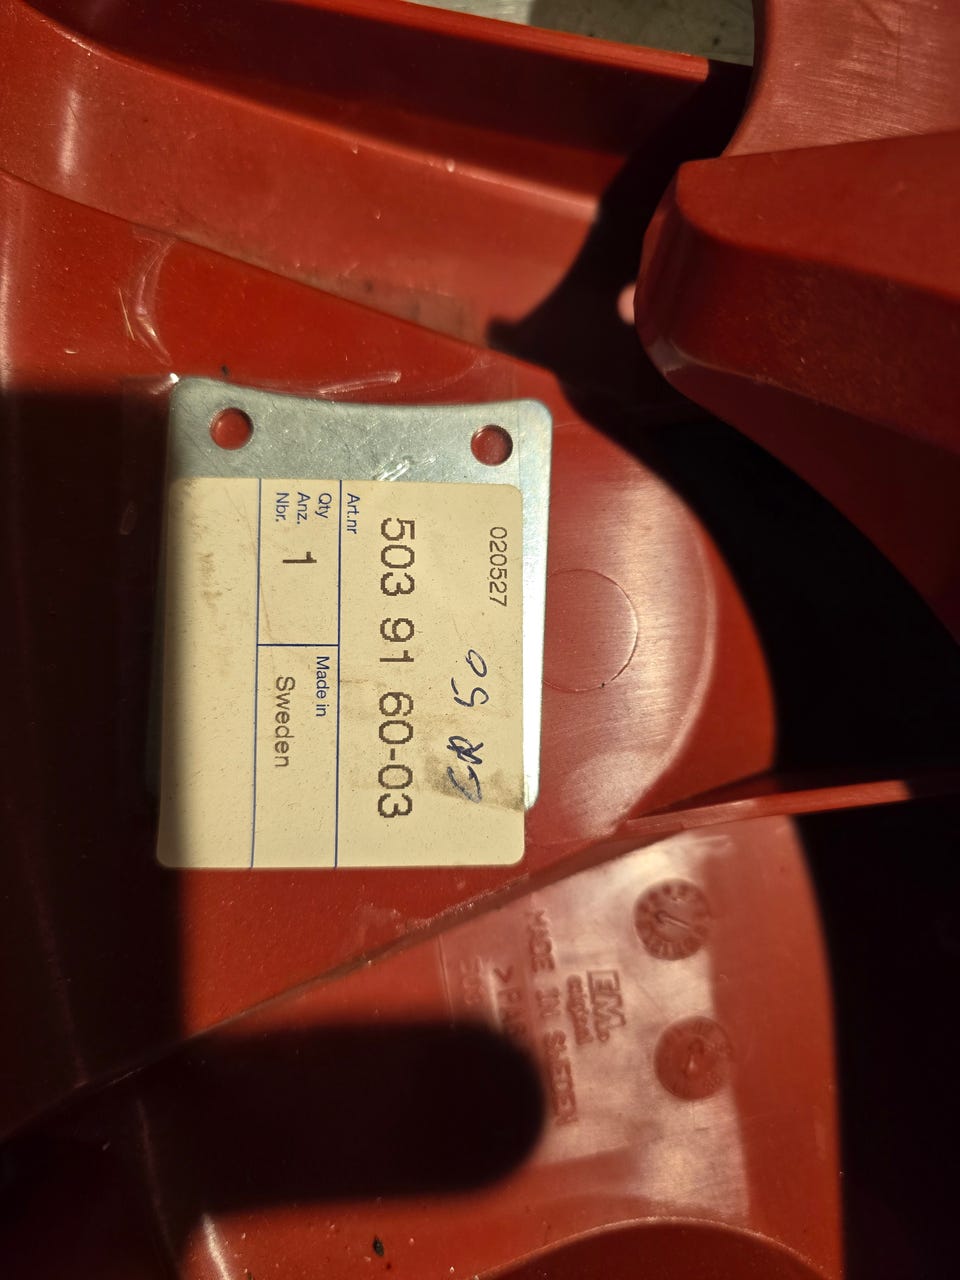 020527
503 91 60-03
Art.nr
Qty
Anz.
Nbr.
1
Made in
Sweden
MADE IN SWEDEN